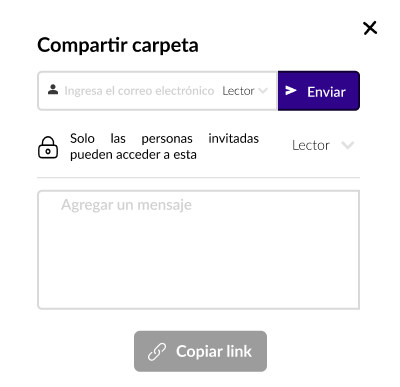 Compartir carpeta
Ingresa el correo electrónico Lector Enviar
Solo las personas invitadas
pueden acceder a esta
Lector
Agregar un mensaje
Copiar link